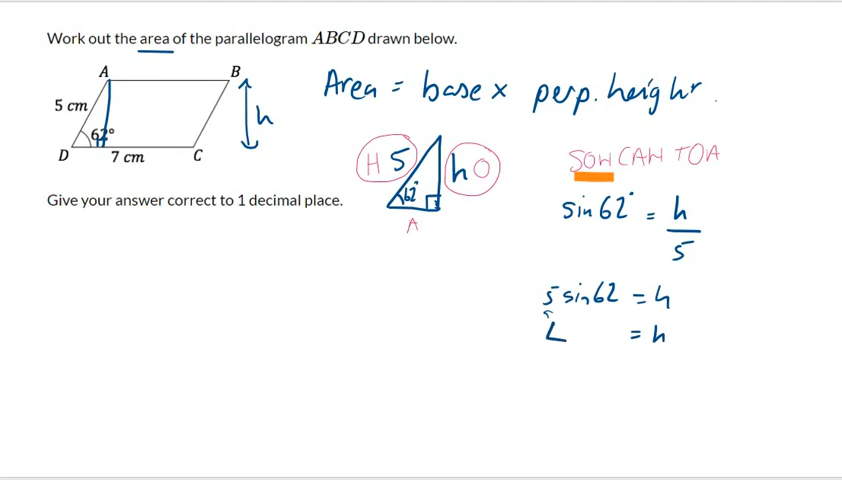 Work out the area of the parallelogram ABCD drawn below.
A
B
Area = base x perp. height.
5 cm
h
62°
D
7 cm
C
H 5
h O
62°
A
SOH CAH TOA
Give your answer correct to 1 decimal place.
sin 62° = h
5
5 sin 62 = h
= h